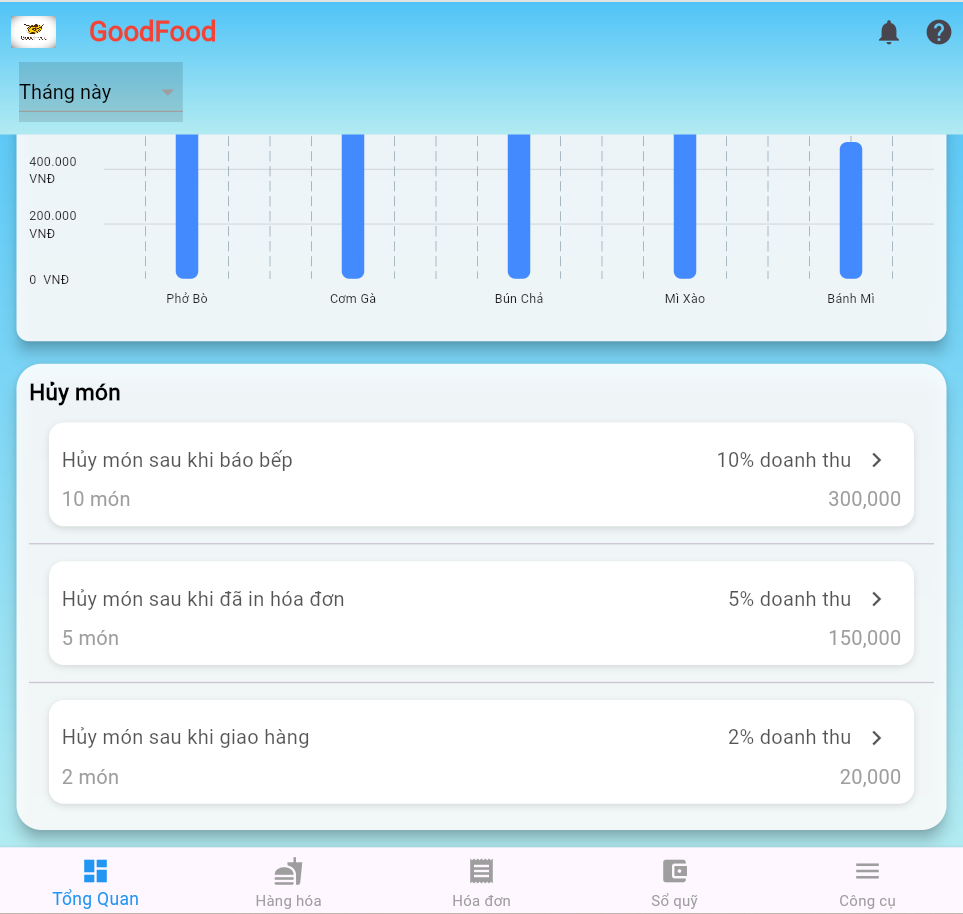 GoodFood
Tháng này
400.000
VNĐ
200.000
VNĐ
0 VNĐ
Phở Bò Cơm Gà Bún Chả Mì Xào Bánh Mì
Hủy món
Hủy món sau khi báo bếp 10% doanh thu
10 món 300,000
Hủy món sau khi đã in hóa đơn 5% doanh thu
5 món 150,000
Hủy món sau khi giao hàng 2% doanh thu
2 món 20,000
Tổng Quan Hàng hóa Hóa đơn Sổ quỹ Công cụ